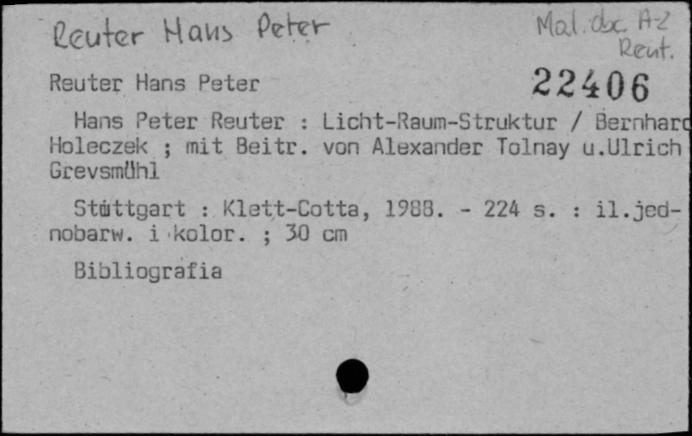 Reuter Hans Peter
Mal. obc. A-Z
Reut.
22406
Reuter Hans Peter
Hans Peter Reuter : Licht-Raum-Struktur / Bernhard
Holeczek ; mit Beitr. von Alexander Tolnay u.Ulrich
Grevsmühl
Stuttgart : Klett-Cotta, 1988. - 224 s. : il.jed-
nobarw. i kolor. ; 30 cm
Bibliografia